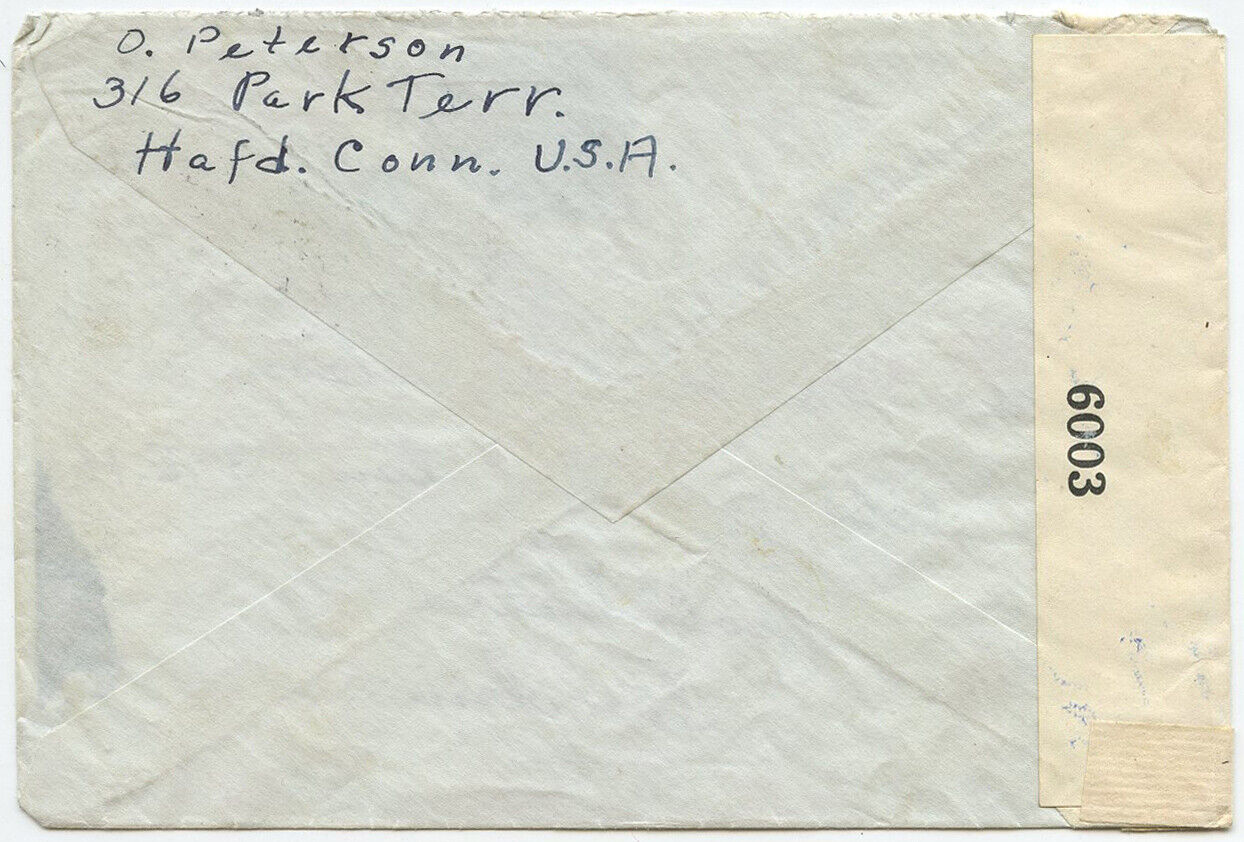 O. Peterson
316 Park Terr.
Hafd. Conn. U.S.A.
6003